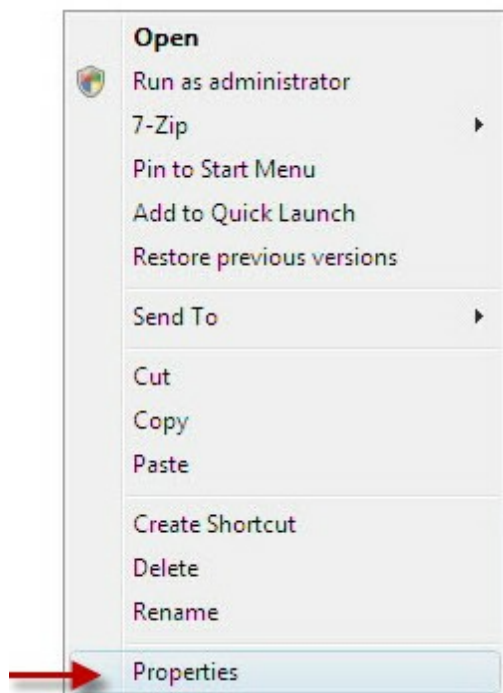 Open
Run as administrator
7-Zip
Pin to Start Menu
Add to Quick Launch
Restore previous versions
Send To
Cut
Copy
Paste
Create Shortcut
Delete
Rename
Properties